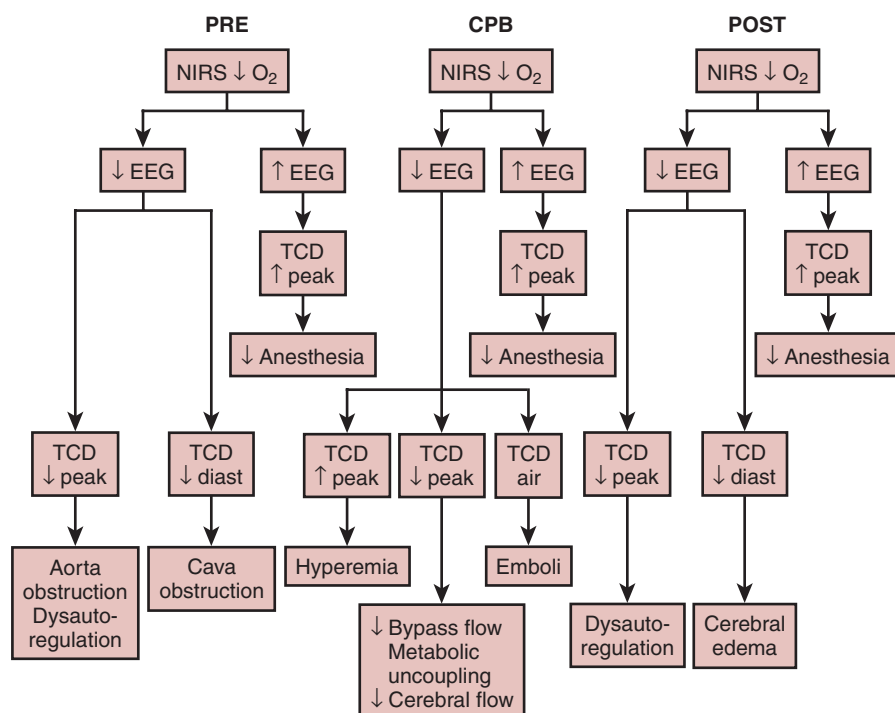 PRE
NIRS ↓ O₂
↓ EEG
↑ EEG
TCD
↑ peak
↓ Anesthesia
TCD
↓ peak
TCD
↓ diast
Aorta
obstruction
Dysauto-
regulation
Cava
obstruction
CPB
NIRS ↓ O₂
↓ EEG
↑ EEG
TCD
↑ peak
↓ Anesthesia
TCD
↑ peak
TCD
↓ peak
TCD
air
Hyperemia
Emboli
↓ Bypass flow
Metabolic
uncoupling
↓ Cerebral flow
POST
NIRS ↓ O₂
↓ EEG
↑ EEG
TCD
↑ peak
↓ Anesthesia
TCD
↓ peak
TCD
↓ diast
Dysauto-
regulation
Cerebral
edema